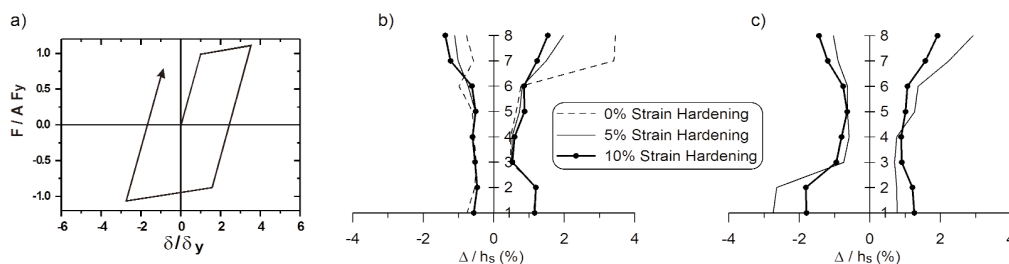 a)
F / A Fy
1.0
0.5
0.0
-0.5
-1.0
-6 -4 -2 0 2 4 6
δ/δy
b)
8
7
6
5
4
3
2
1
-4 -2 0 2 4
Δ / hs (%)
0% Strain Hardening
5% Strain Hardening
10% Strain Hardening
c)
8
7
6
5
4
3
2
1
-4 -2 0 2 4
Δ / hs (%)